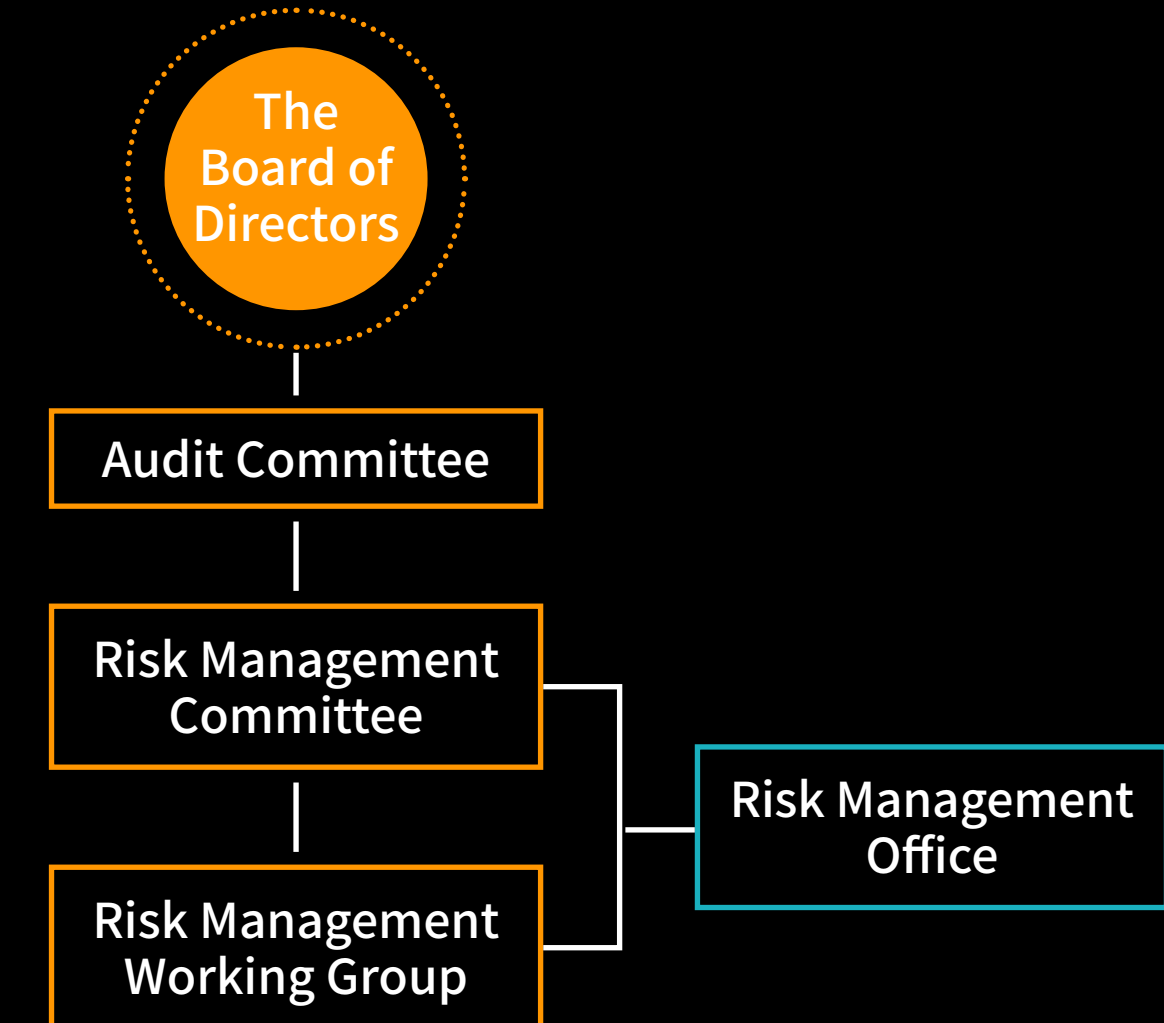 The
Board of
Directors
Audit Committee
Risk Management
Committee
Risk Management
Office
Risk Management
Working Group